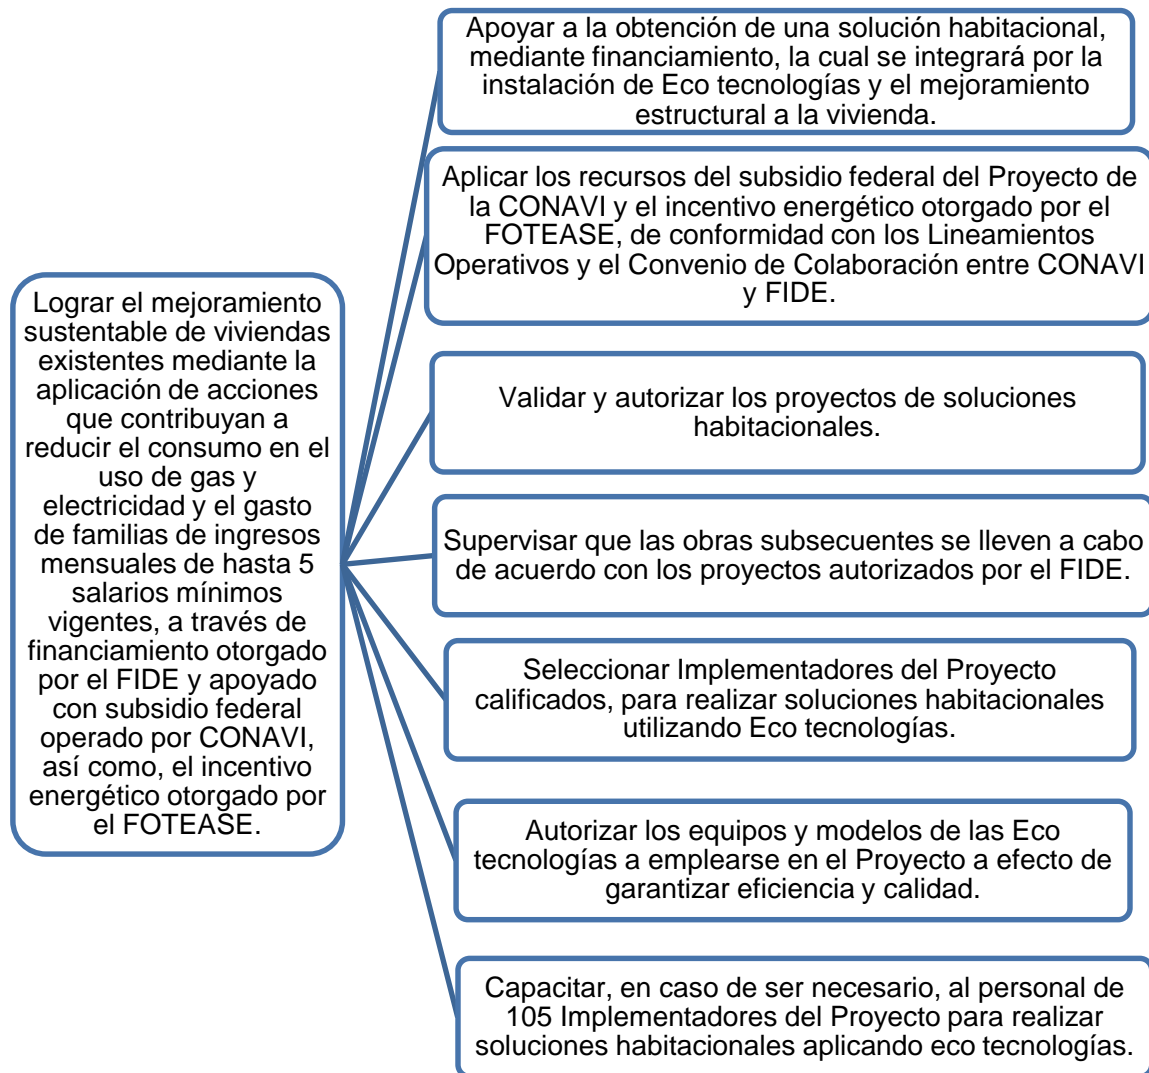 Lograr el mejoramiento
sustentable de viviendas
existentes mediante la
aplicación de acciones
que contribuyan a
reducir el consumo en el
uso de gas y
electricidad y el gasto
de familias de ingresos
mensuales de hasta 5
salarios mínimos
vigentes, a través de
financiamiento otorgado
por el FIDE y apoyado
con subsidio federal
operado por CONAVI,
así como, el incentivo
energético otorgado por
el FOTEASE.
Apoyar a la obtención de una solución habitacional,
mediante financiamiento, la cual se integrará por la
instalación de Eco tecnologías y el mejoramiento
estructural a la vivienda.
Aplicar los recursos del subsidio federal del Proyecto de
la CONAVI y el incentivo energético otorgado por el
FOTEASE, de conformidad con los Lineamientos
Operativos y el Convenio de Colaboración entre CONAVI
y FIDE.
Validar y autorizar los proyectos de soluciones
habitacionales.
Supervisar que las obras subsecuentes se lleven a cabo
de acuerdo con los proyectos autorizados por el FIDE.
Seleccionar Implementadores del Proyecto
calificados, para realizar soluciones habitacionales
utilizando Eco tecnologías.
Autorizar los equipos y modelos de las Eco
tecnologías a emplearse en el Proyecto a efecto de
garantizar eficiencia y calidad.
Capacitar, en caso de ser necesario, al personal de
105 Implementadores del Proyecto para realizar
soluciones habitacionales aplicando eco tecnologías.